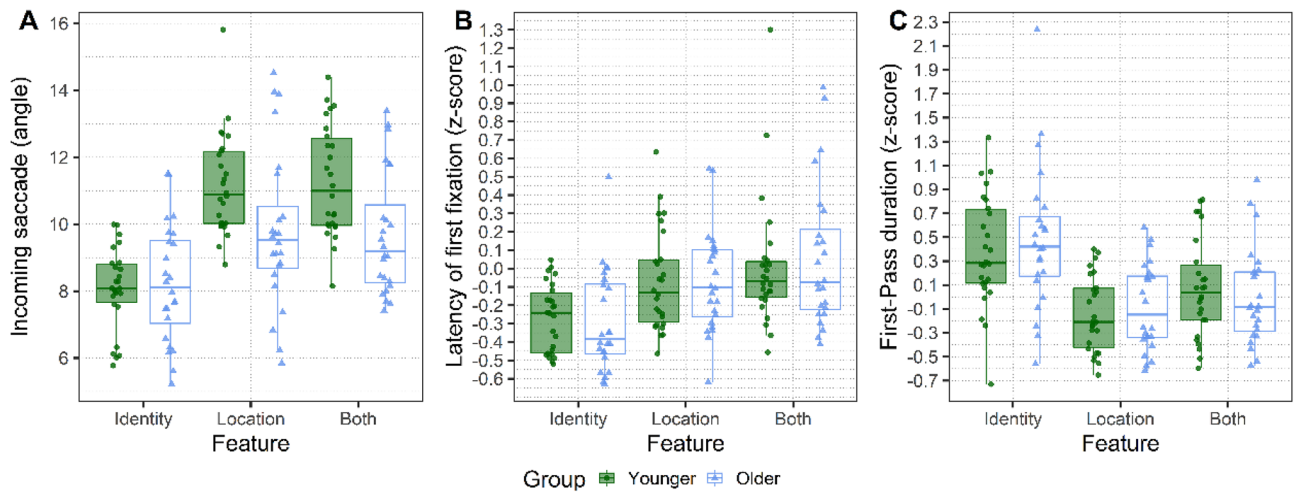 A
Incoming saccade (angle)
16
14
12
10
8
6
Identity
Location
Both
Feature
B
Latency of first fixation (z-score)
1.3
1.2
1.1
1.0
0.9
0.8
0.7
0.6
0.5
0.4
0.3
0.2
0.1
0.0
-0.1
-0.2
-0.3
-0.4
-0.5
-0.6
Identity
Location
Both
Feature
C
First-Pass duration (z-score)
2.3
2.1
1.9
1.7
1.5
1.3
1.1
0.9
0.7
0.5
0.3
0.1
-0.1
-0.3
-0.5
-0.7
Identity
Location
Both
Feature
Group Younger Older